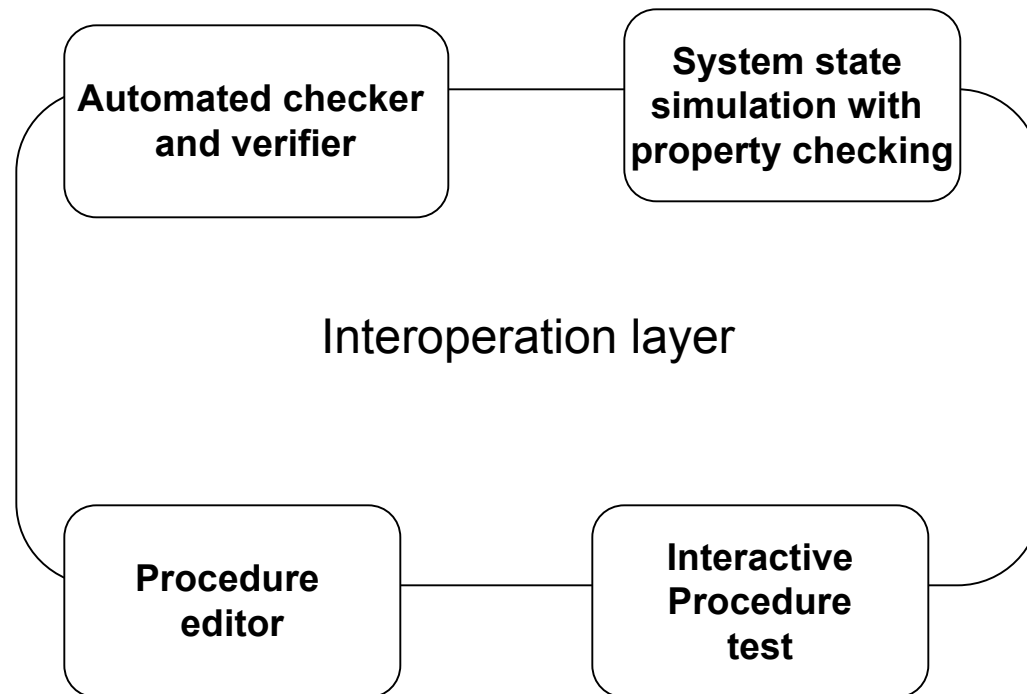 Automated checker
and verifier
System state
simulation with
property checking
Interoperation layer
Procedure
editor
Interactive
Procedure
test